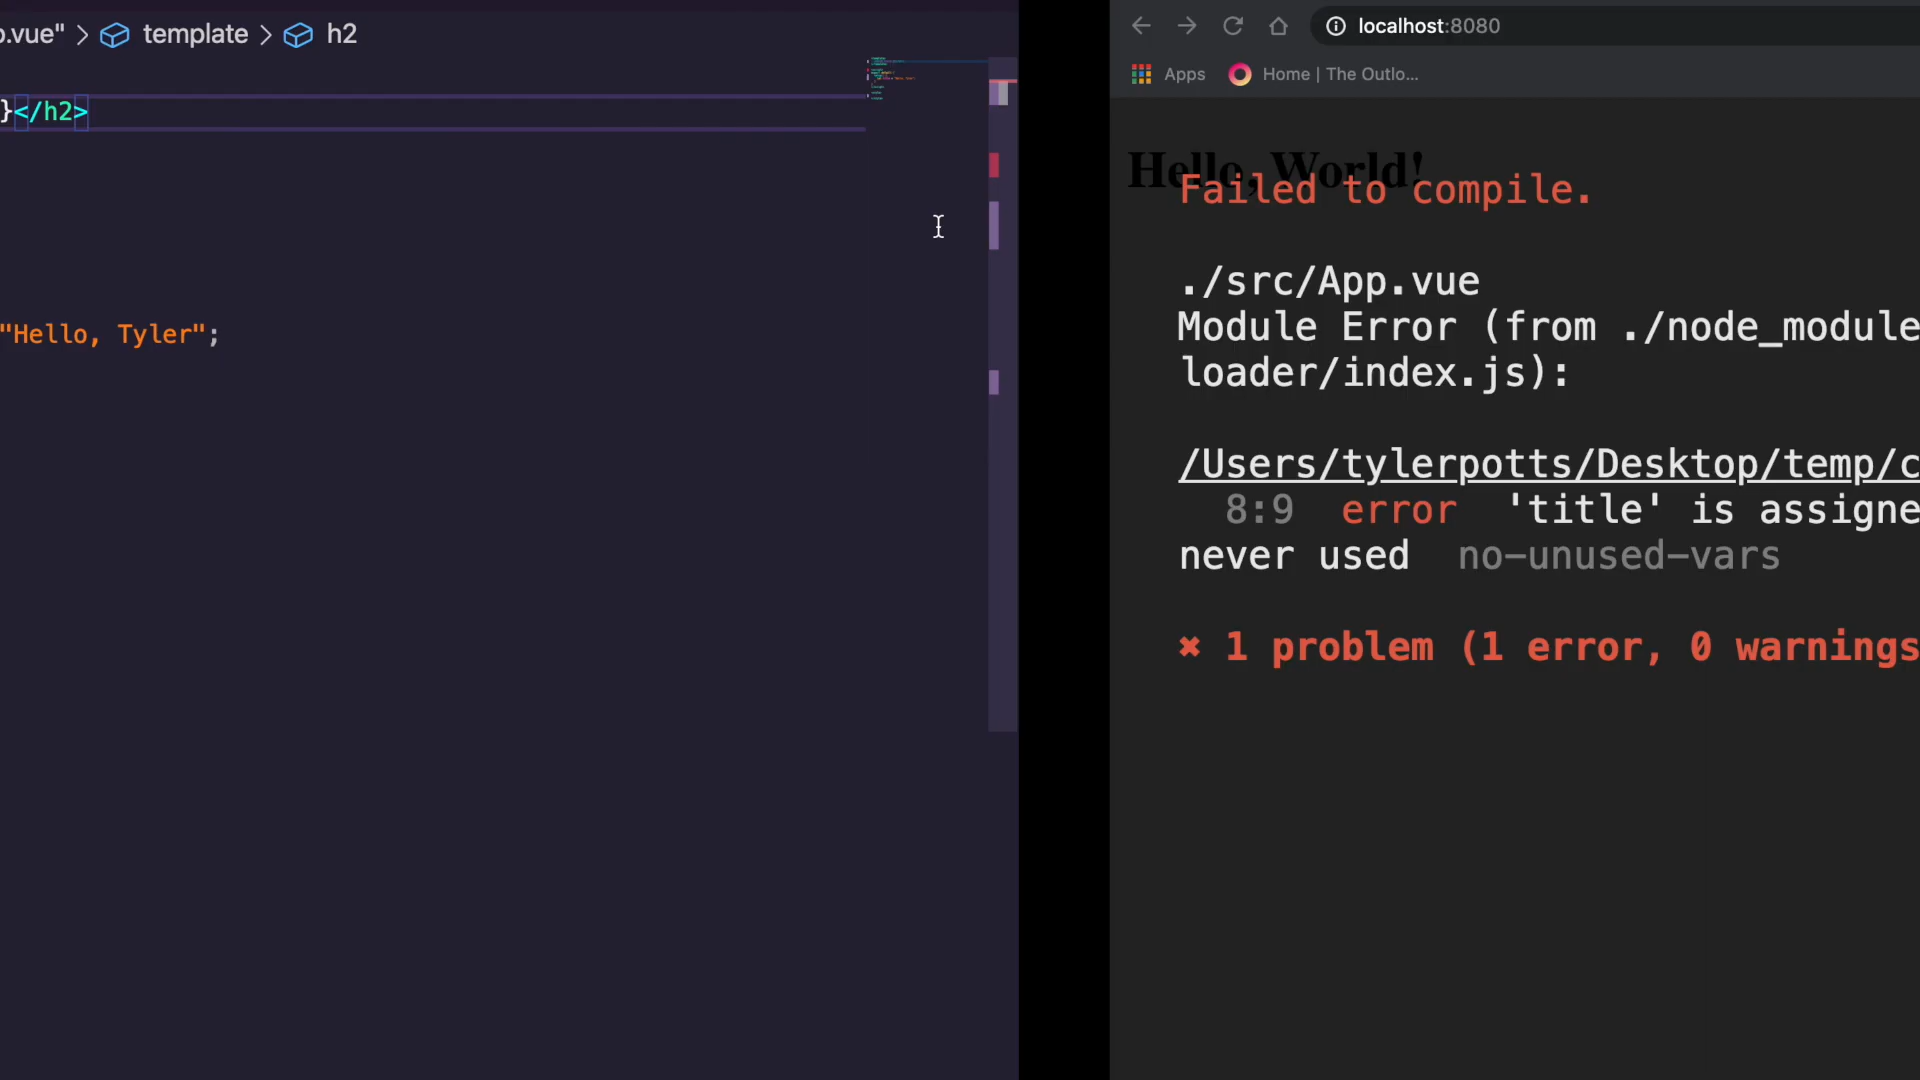 p.vue" > template > h2
}</h2>
"Hello, Tyler";
localhost:8080
Apps
Home | The Outlo...
Hello, World!
Failed to compile.
./src/App.vue
Module Error (from ./node_module
loader/index.js):
/Users/tylerpotts/Desktop/temp/c
8:9 error 'title' is assigne
never used no-unused-vars
✖ 1 problem (1 error, 0 warnings